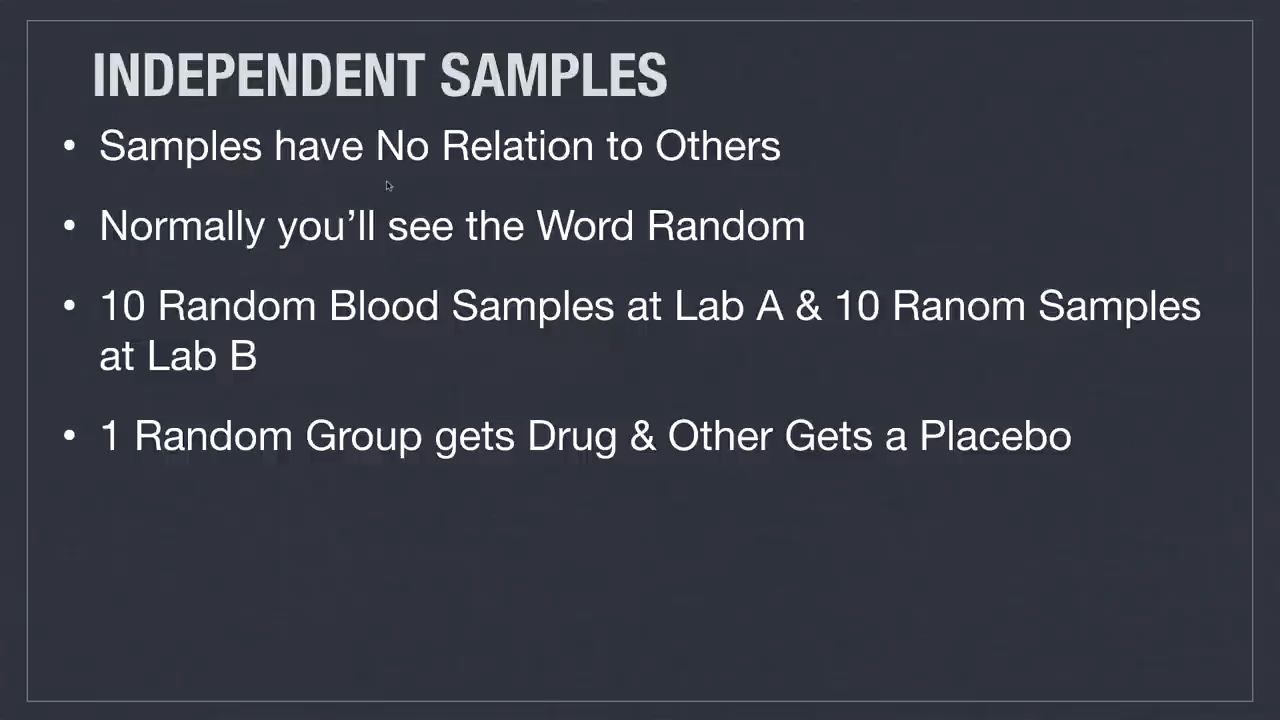 INDEPENDENT SAMPLES
• Samples have No Relation to Others
• Normally you’ll see the Word Random
• 10 Random Blood Samples at Lab A & 10 Ranom Samples
at Lab B
• 1 Random Group gets Drug & Other Gets a Placebo